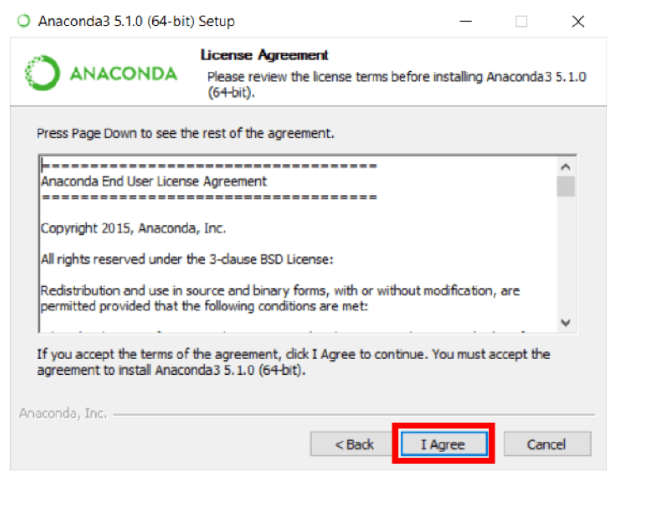 Anaconda3 5.1.0 (64-bit) Setup
ANACONDA
License Agreement
Please review the license terms before installing Anaconda3 5.1.0
(64-bit).
Press Page Down to see the rest of the agreement.
===================================
Anaconda End User License Agreement
===================================
Copyright 2015, Anaconda, Inc.
All rights reserved under the 3-clause BSD License:
Redistribution and use in source and binary forms, with or without modification, are
permitted provided that the following conditions are met:
If you accept the terms of the agreement, click I Agree to continue. You must accept the
agreement to install Anaconda3 5.1.0 (64-bit).
Anaconda, Inc.
< Back
I Agree
Cancel